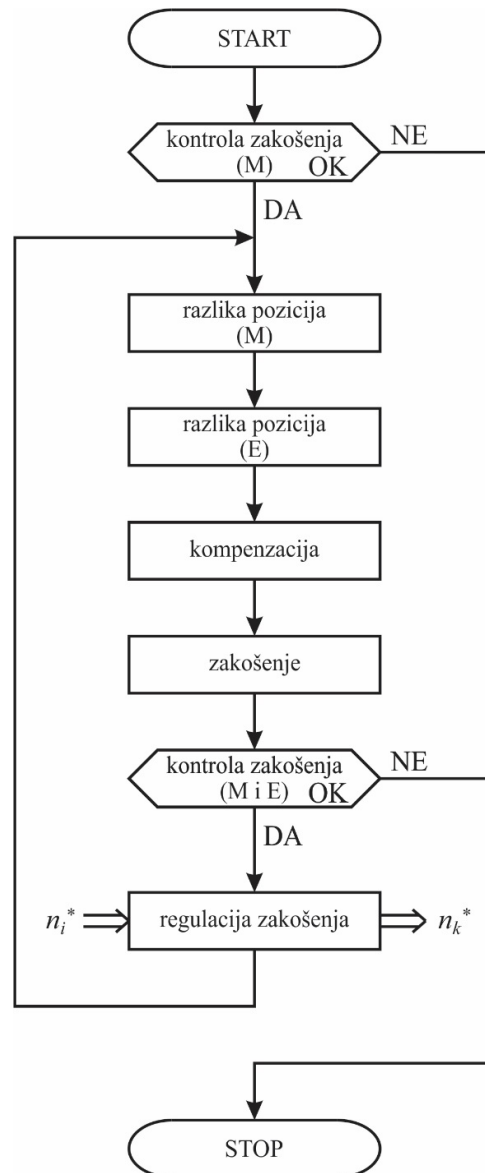 START
kontrola zakošenja
(M) OK
NE
DA
razlika pozicija
(M)
razlika pozicija
(E)
kompenzacija
zakošenje
kontrola zakošenja
(M i E) OK
NE
DA
n_i* regulacija zakošenja n_k*
STOP